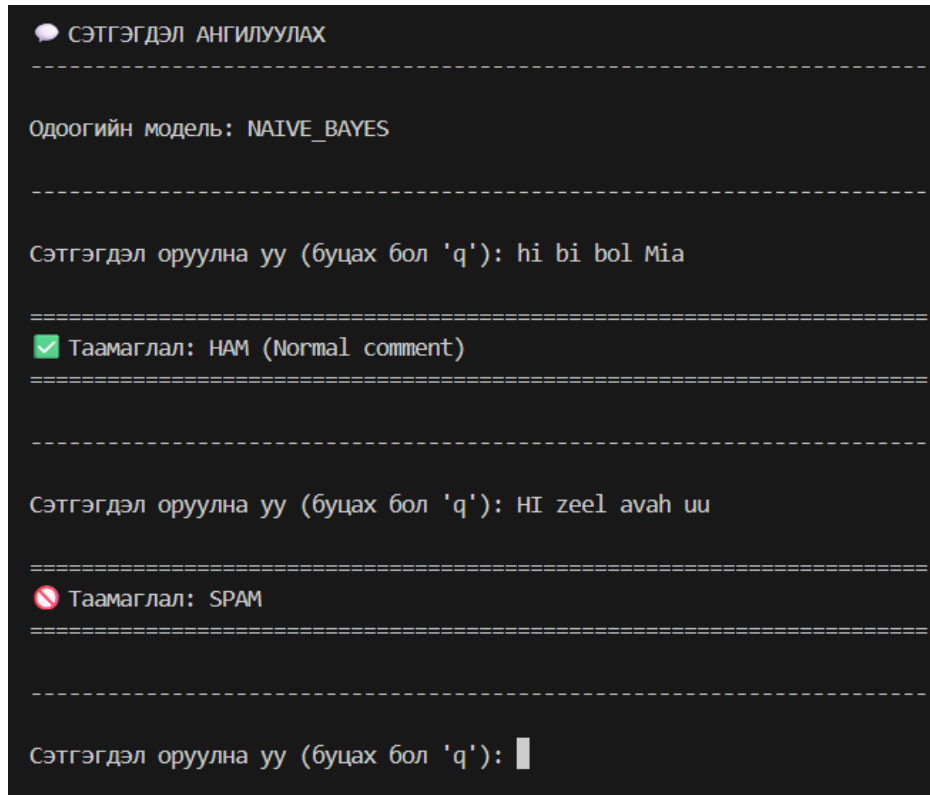 💬 СЭТГЭГДЭЛ АНГИЛУУЛАХ
----------------------------------------------------------------------
Одоогийн модель: NAIVE_BAYES
----------------------------------------------------------------------
Сэтгэгдэл оруулна уу (буцах бол 'q'): hi bi bol Mia
======================================================================
✅ Таамаглал: HAM (Normal comment)
======================================================================
----------------------------------------------------------------------
Сэтгэгдэл оруулна уу (буцах бол 'q'): HI zeel avah uu
======================================================================
🚫 Таамаглал: SPAM
======================================================================
----------------------------------------------------------------------
Сэтгэгдэл оруулна уу (буцах бол 'q'):